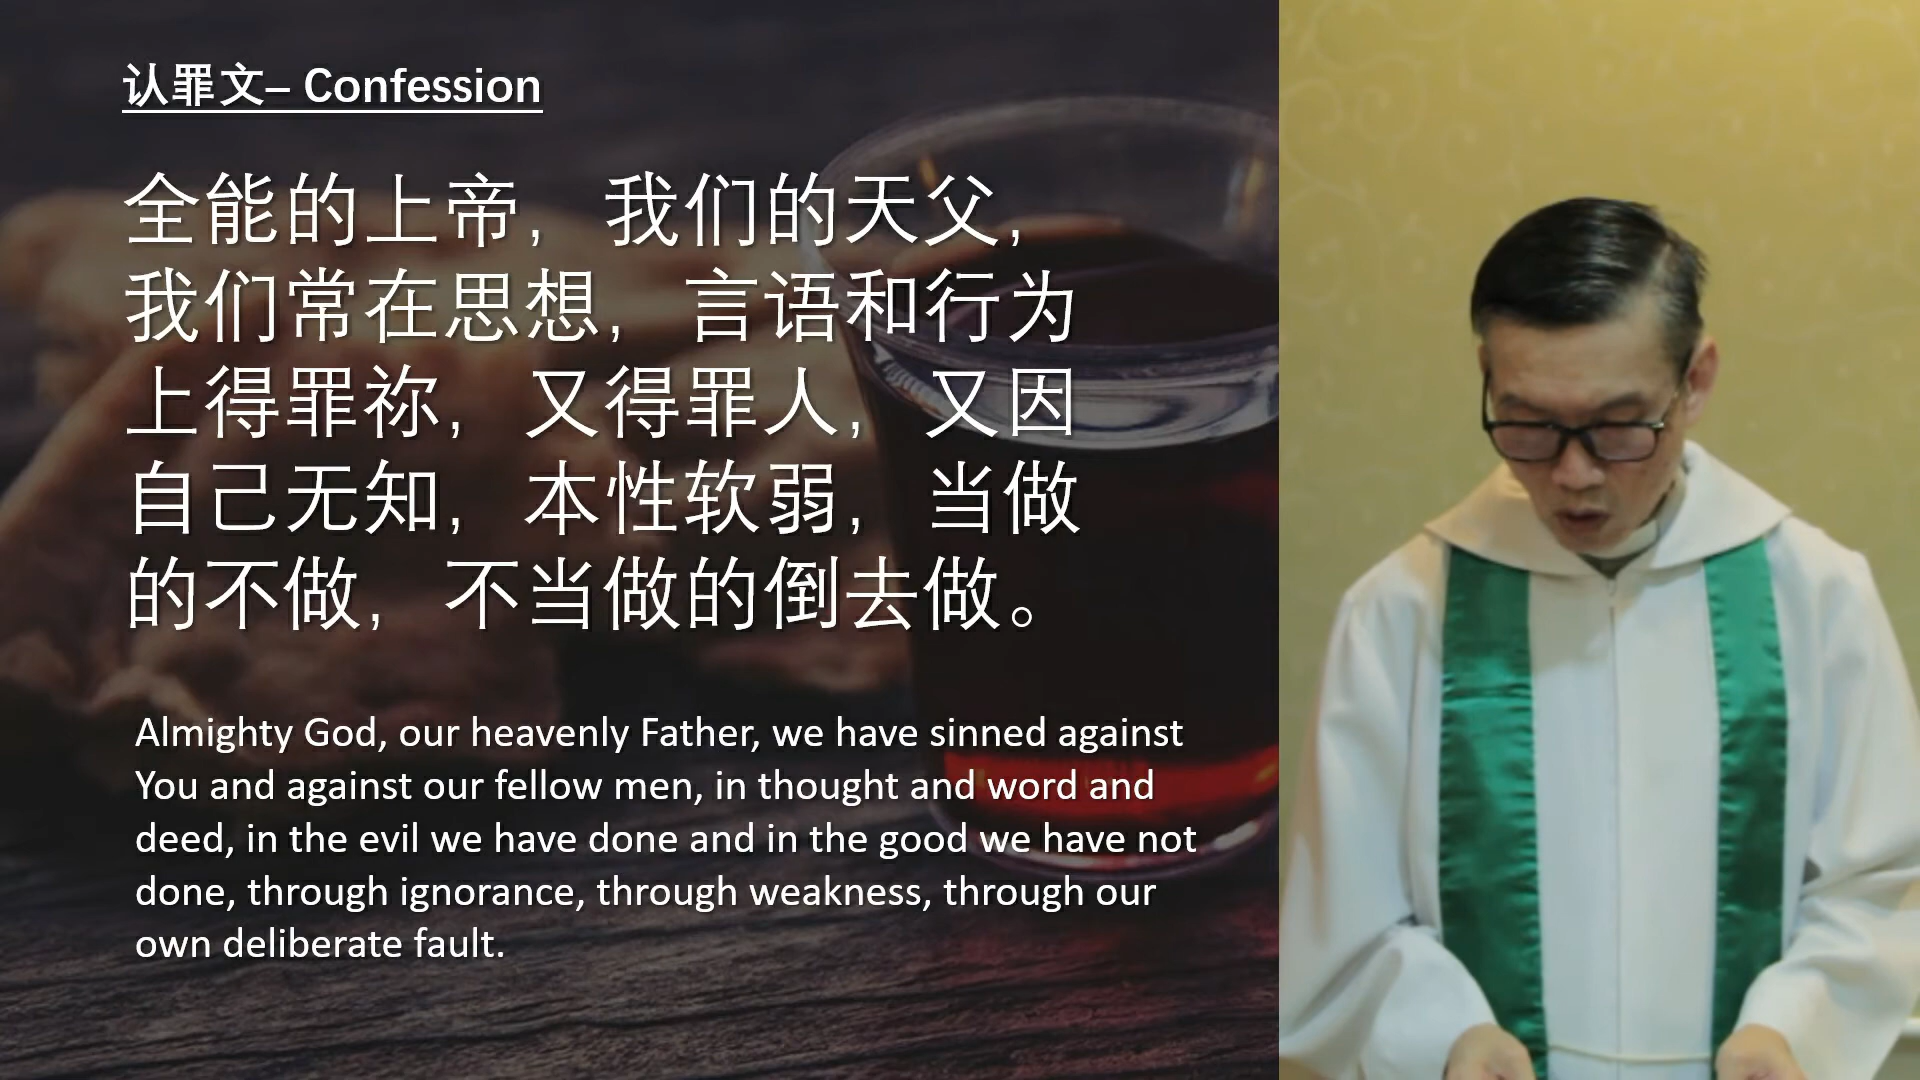 认罪文– Confession
全能的上帝,我们的天父,
我们常在思想,言语和行为
上得罪祢,又得罪人,又因
自己无知,本性软弱,当做
的不做,不当做的倒去做。
Almighty God, our heavenly Father, we have sinned against
You and against our fellow men, in thought and word and
deed, in the evil we have done and in the good we have not
done, through ignorance, through weakness, through our
own deliberate fault.